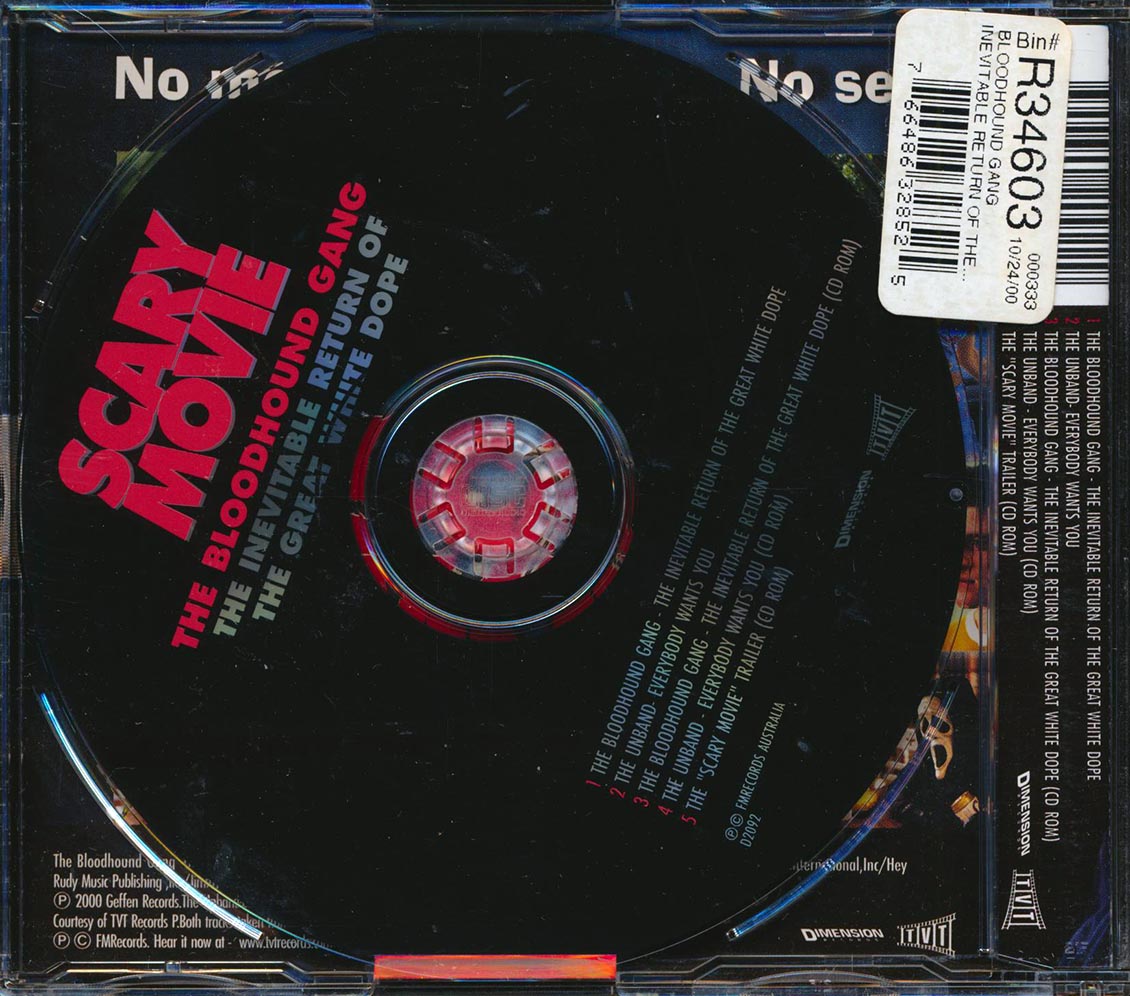 No
No se
Bin#
R34603
000333
10/24/00
BLOODHOUND GANG
INEVITABLE RETURN OF THE...
7 66486 32852 5
SCARY
MOVIE
THE BLOODHOUND GANG
THE INEVITABLE RETURN OF
THE GREAT WHITE DOPE
1 THE BLOODHOUND GANG - THE INEVITABLE RETURN OF THE GREAT WHITE DOPE
2 THE UNBAND- EVERYBODY WANTS YOU
3 THE BLOODHOUND GANG - THE INEVITABLE RETURN OF THE GREAT WHITE DOPE (CD ROM)
4 THE UNBAND - EVERYBODY WANTS YOU (CD ROM)
5 THE "SCARY MOVIE" TRAILER (CD ROM)
℗© FMRECORDS AUSTRALIA
D2092
DIMENSION
TVT
1 THE BLOODHOUND GANG - THE INEVITABLE RETURN OF THE GREAT WHITE DOPE
2 THE UNBAND- EVERYBODY WANTS YOU
3 THE BLOODHOUND GANG - THE INEVITABLE RETURN OF THE GREAT WHITE DOPE (CD ROM)
THE UNBAND - EVERYBODY WANTS YOU (CD ROM)
THE "SCARY MOVIE" TRAILER (CD ROM)
DIMENSION
TVT
The Bloodhound
Rudy Music Publishing
℗ 2000 Geffen Records.The
Courtesy of TVT Records P.Both
℗ © FMRecords. Hear it now at - www.tvtrecords.
International,Inc/Hey
DIMENSION
RECORDS
TVT